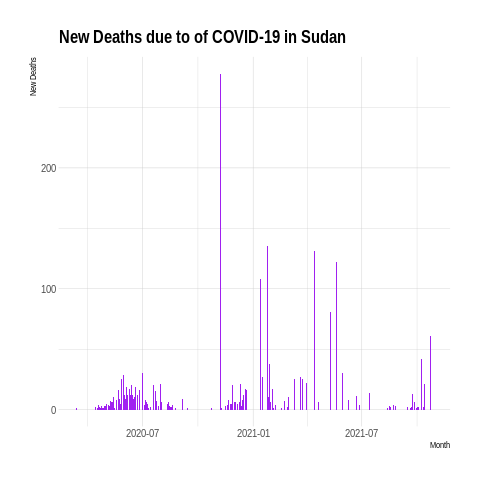 New Deaths due to of COVID-19 in Sudan
New Deaths
200
100
0
2020-07 2021-01 2021-07
Month